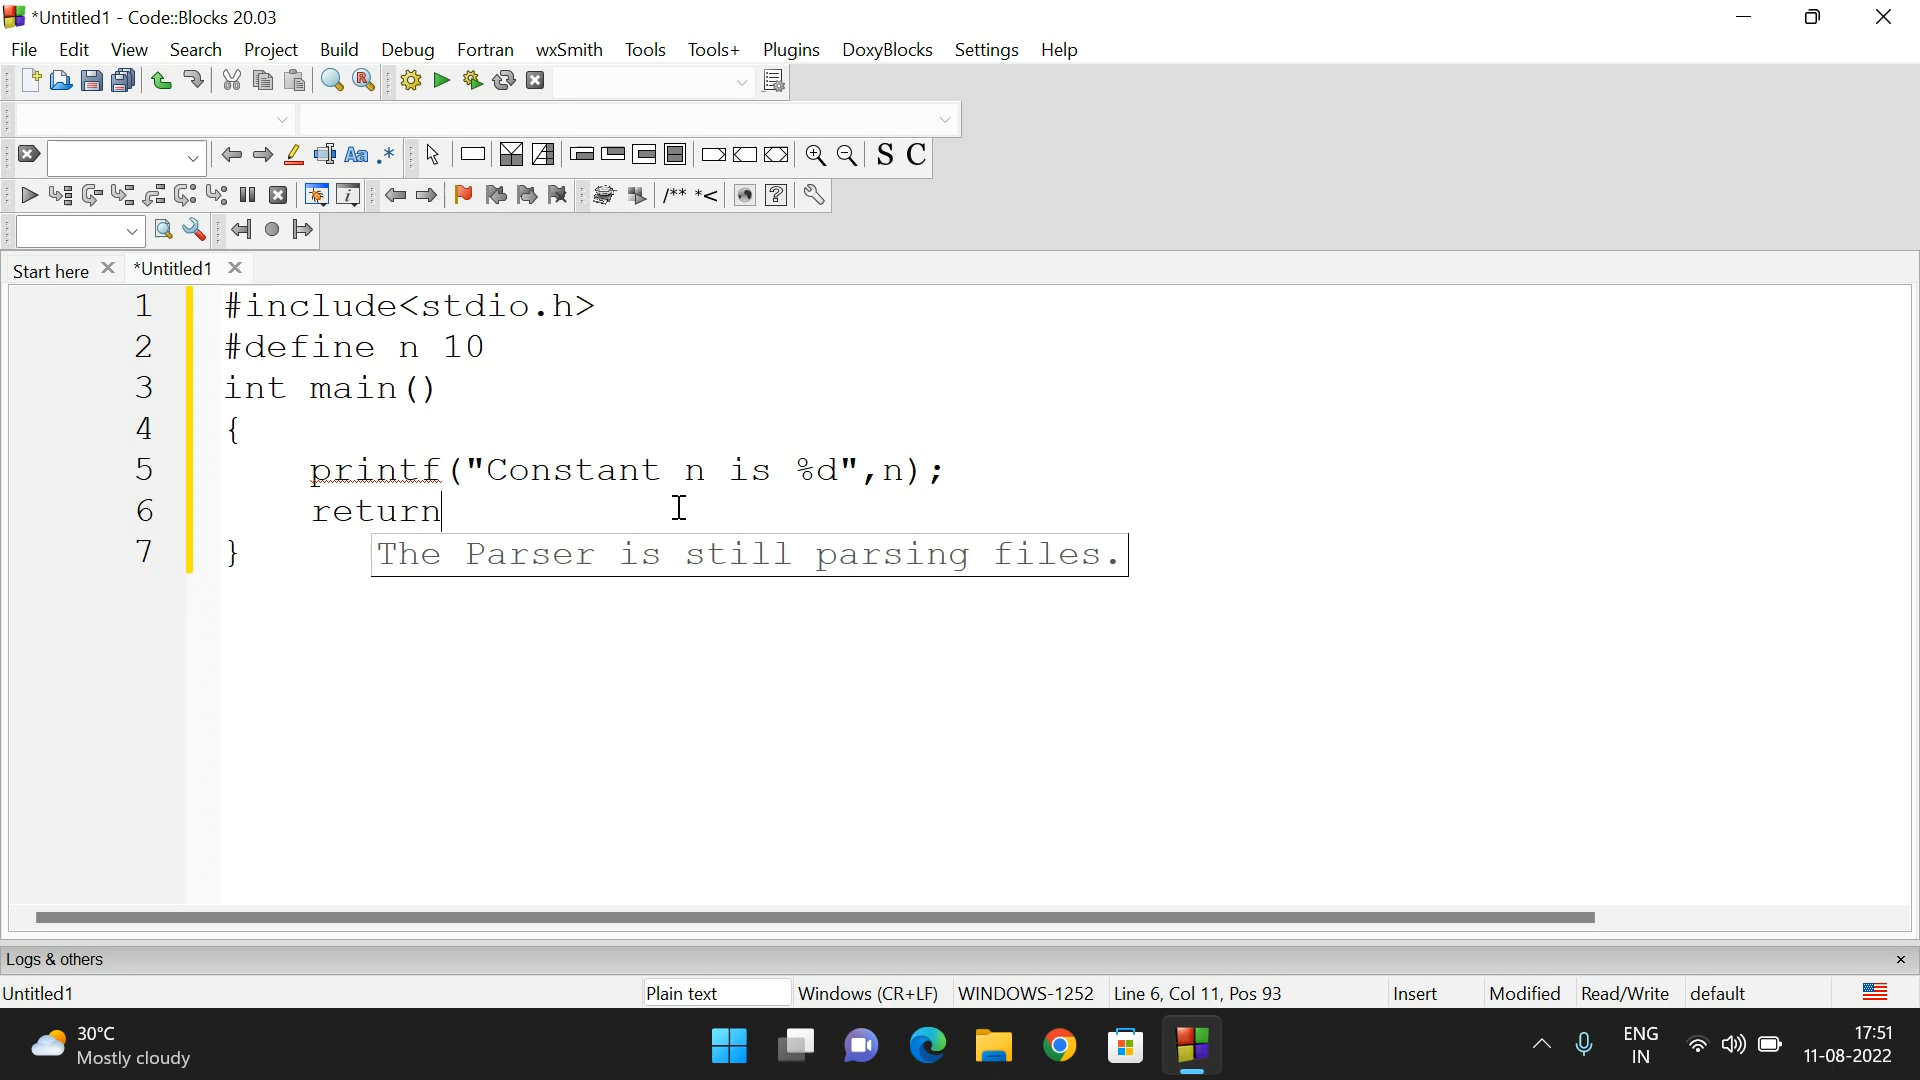 *Untitled1 - Code::Blocks 20.03
File Edit View Search Project Build Debug Fortran wxSmith Tools Tools+ Plugins DoxyBlocks Settings Help
Aa .* S C
/** *<
Start here *Untitled1
1 #include<stdio.h>
2 #define n 10
3 int main()
4 {
5 printf("Constant n is %d",n);
6 return
7 }
The Parser is still parsing files.
Logs & others
Untitled1 Plain text Windows (CR+LF) WINDOWS-1252 Line 6, Col 11, Pos 93 Insert Modified Read/Write default
30°C
Mostly cloudy
ENG
IN
17:51
11-08-2022